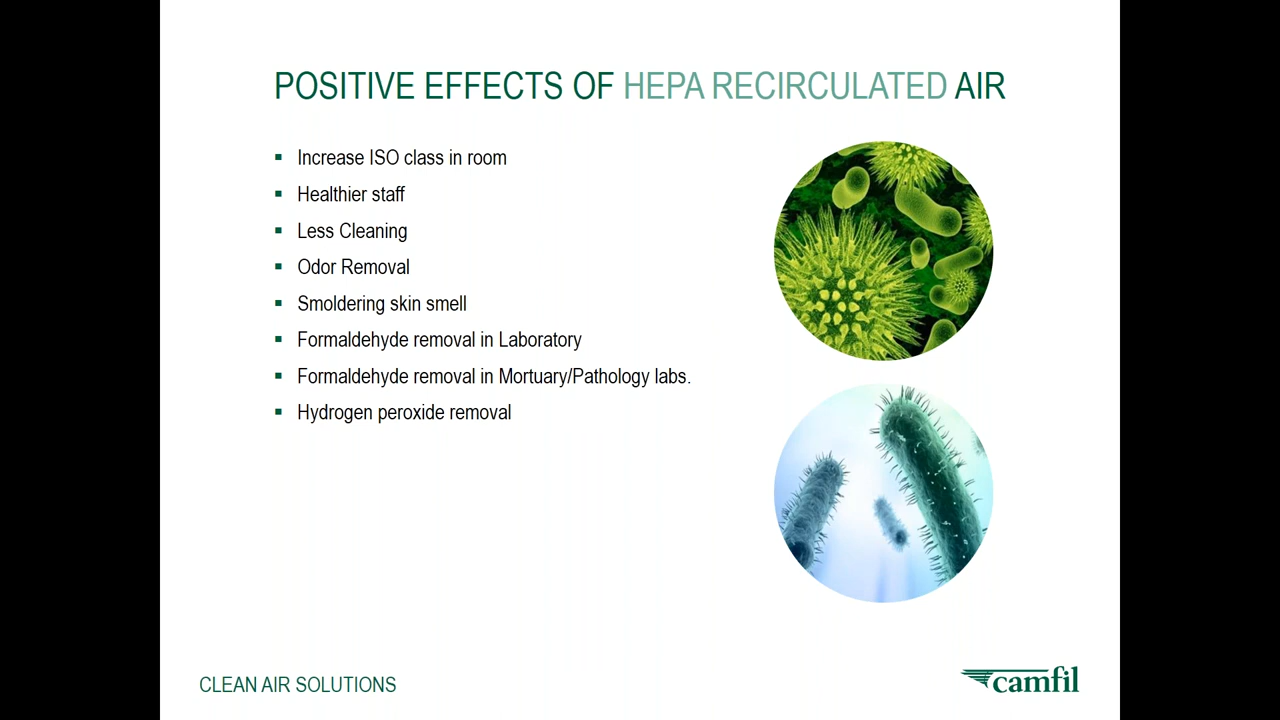 POSITIVE EFFECTS OF HEPA RECIRCULATED AIR
Increase ISO class in room
Healthier staff
Less Cleaning
Odor Removal
Smoldering skin smell
Formaldehyde removal in Laboratory
Formaldehyde removal in Mortuary/Pathology labs.
Hydrogen peroxide removal
CLEAN AIR SOLUTIONS
camfil